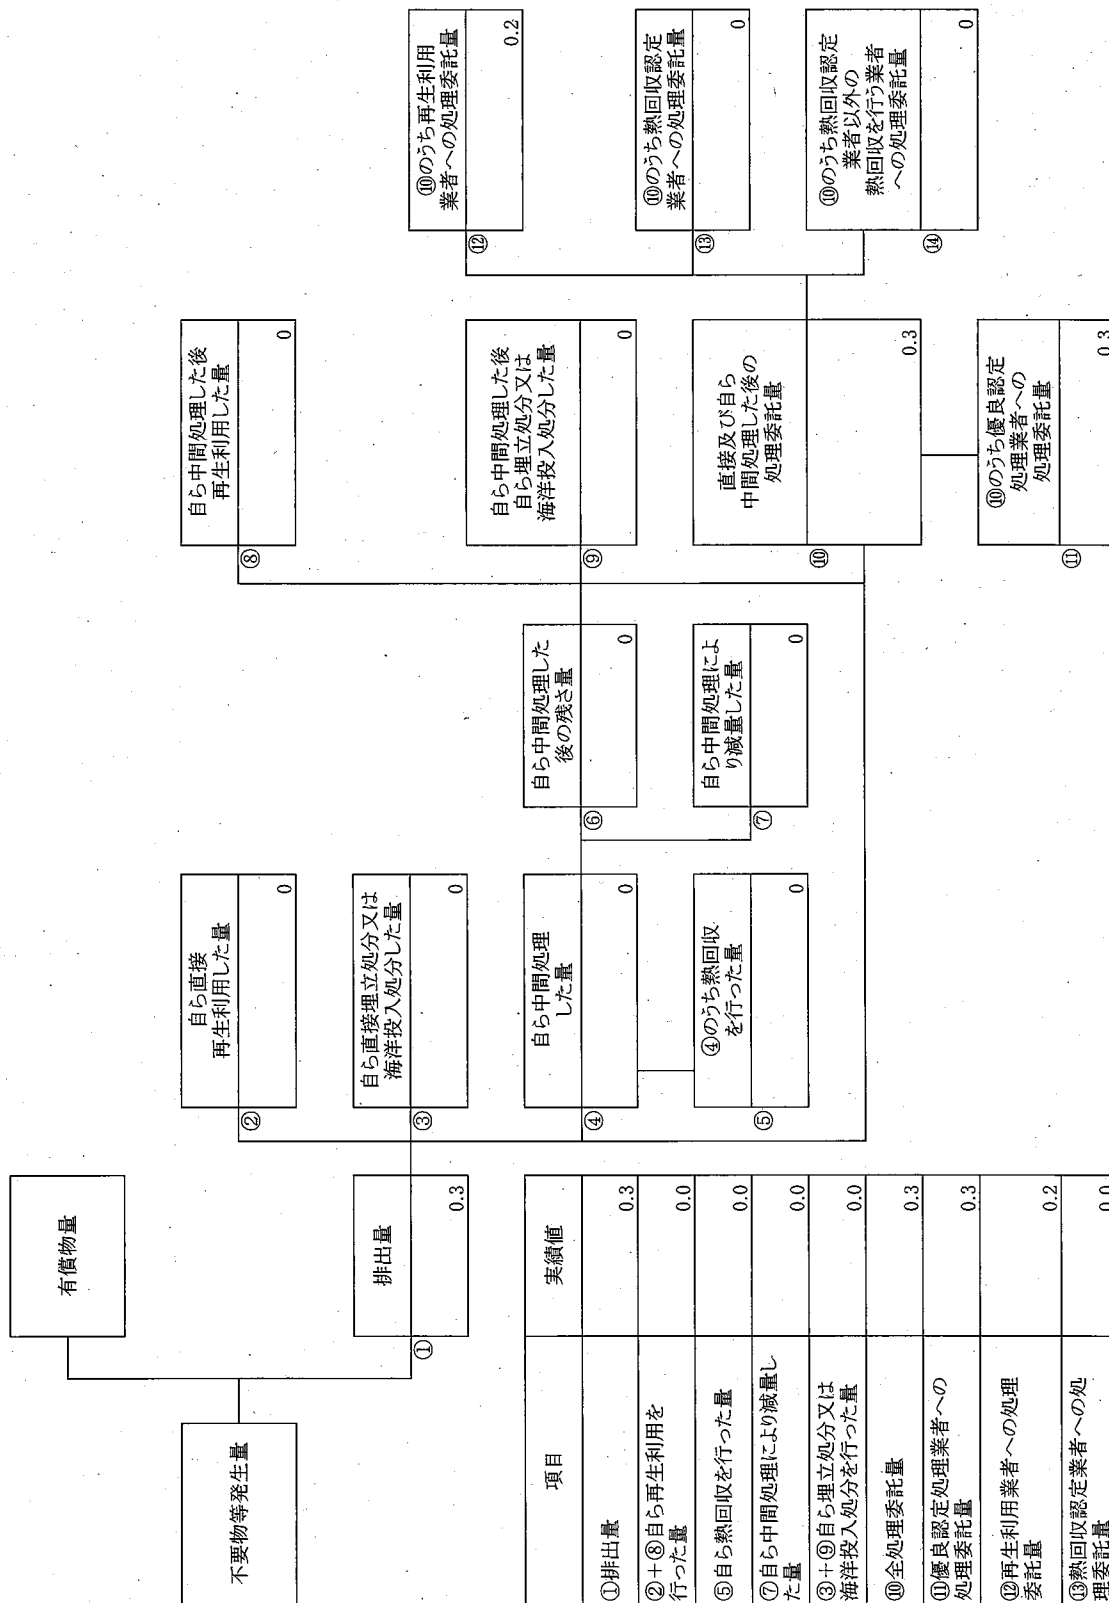 不要物等発生量
有償物量
①
排出量
0.3
②
自ら直接
再生利用した量
0
③
自ら直接埋立処分又は
海洋投入処分した量
0
④
自ら中間処理
した量
0
⑤
④のうち熱回収
を行った量
0
⑥
自ら中間処理した
後の残さ量
0
⑦
自ら中間処理によ
り減量した量
0
⑧
自ら中間処理した後
再生利用した量
0
⑨
自ら中間処理した後
自ら埋立処分又は
海洋投入処分した量
0
⑩
直接及び自ら
中間処理した後の
処理委託量
0.3
⑪
⑩のうち優良認定
処理業者への
処理委託量
0.3
⑫
⑩のうち再生利用
業者への処理委託量
0.2
⑬
⑩のうち熱回収認定
業者への処理委託量
0
⑭
⑩のうち熱回収認定
業者以外の
熱回収を行う業者
への処理委託量
0
項目
実績値
①排出量
0.3
②+⑧自ら再生利用を
行った量
0.0
⑤自ら熱回収を行った量
0.0
⑦自ら中間処理により減量し
た量
0.0
③+⑨自ら埋立処分又は
海洋投入処分を行った量
0.0
⑩全処理委託量
0.3
⑪優良認定処理業者への
処理委託量
0.3
⑫再生利用業者への処理
委託量
0.2
⑬熱回収認定業者への処
理委託量
0.0